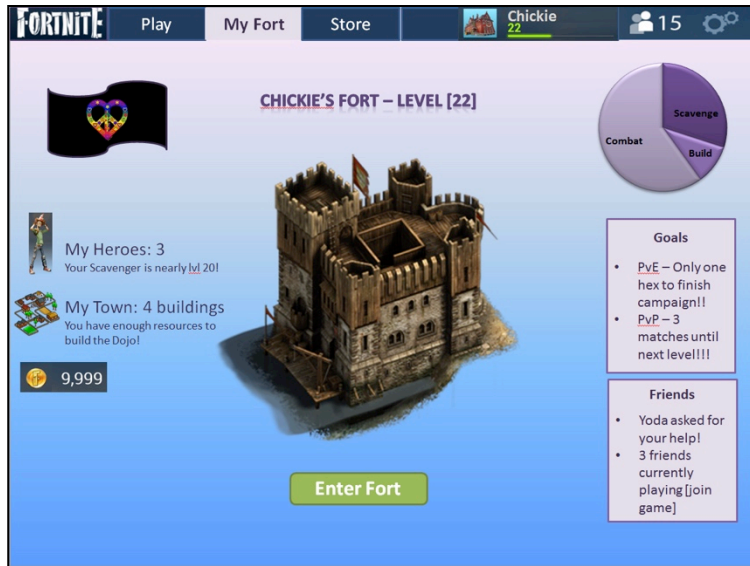 FORTNITE
Play
My Fort
Store
Chickie
22
15
CHICKIE'S FORT – LEVEL [22]
Scavenge
Combat
Build
My Heroes: 3
Your Scavenger is nearly lvl 20!
My Town: 4 buildings
You have enough resources to
build the Dojo!
9,999
Goals
• PvE – Only one
hex to finish
campaign!!
• PvP – 3
matches until
next level!!!
Friends
• Yoda asked for
your help!
• 3 friends
currently
playing [join
game]
Enter Fort